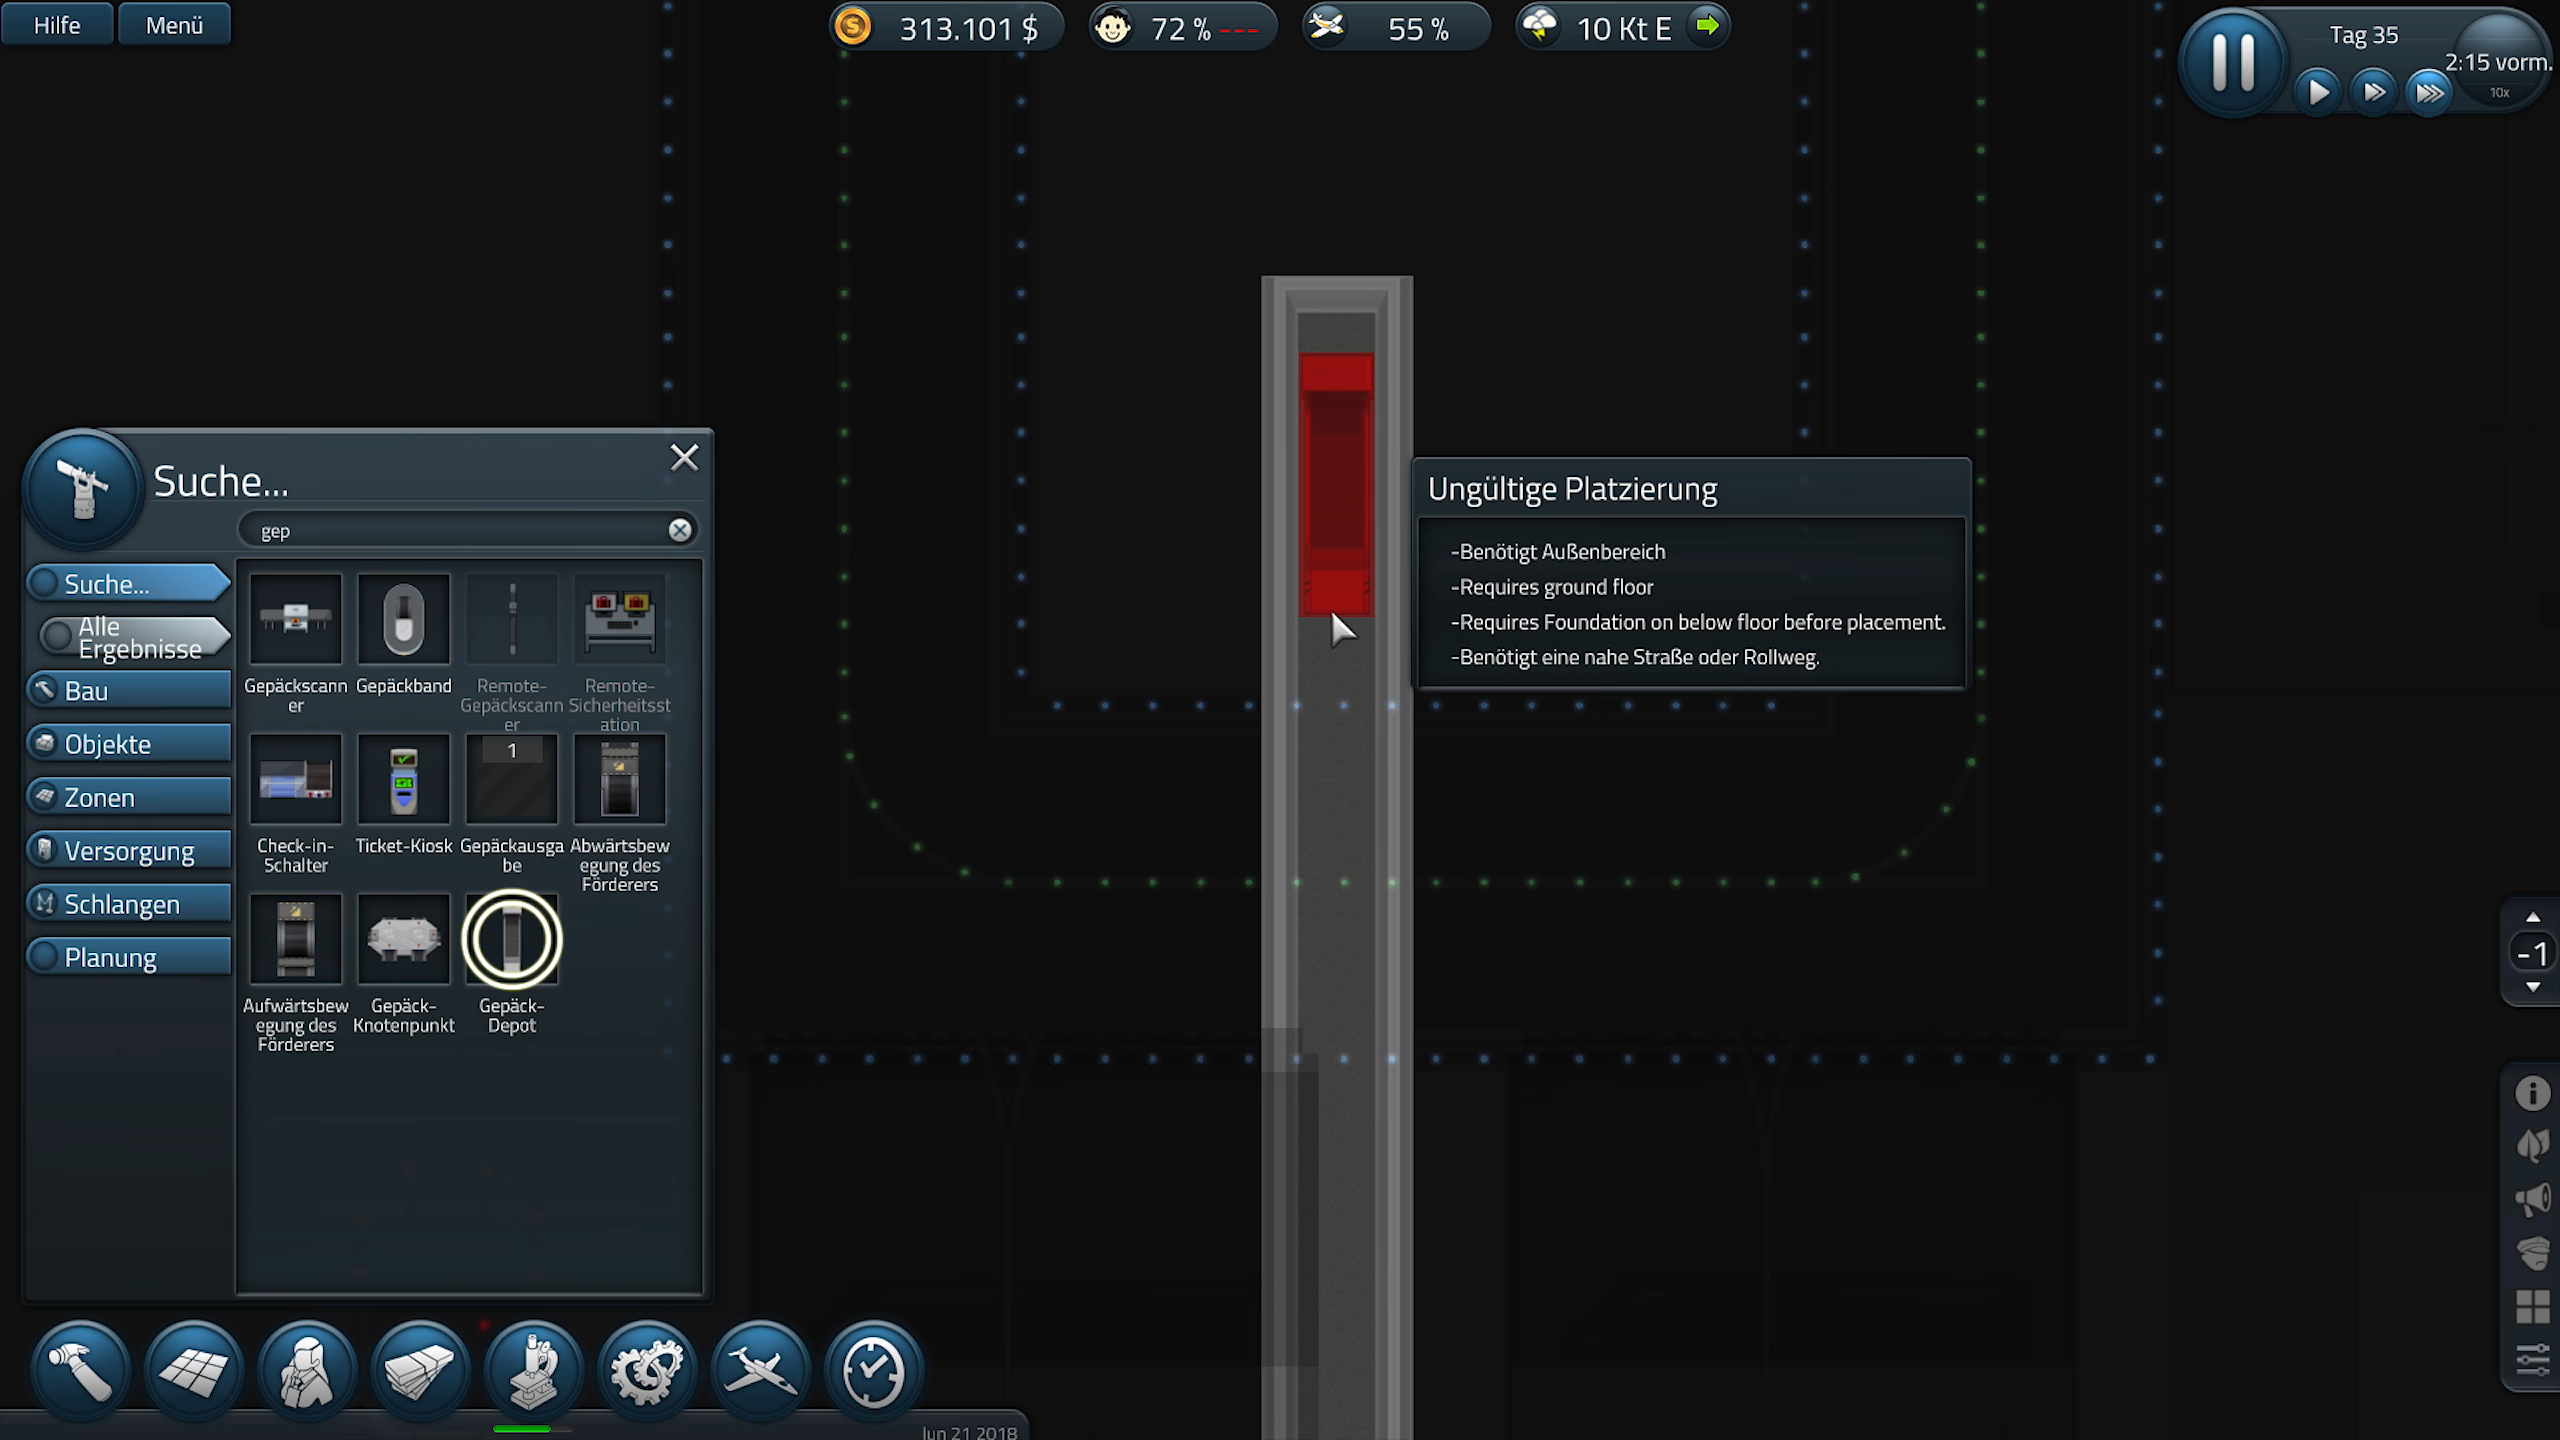 Hilfe
Menü
313.101 $
72 %
---
55 %
10 Kt E
Tag 35
2:15 vorm.
10x
Suche...
gep
Suche...
Alle
Ergebnisse
Bau
Objekte
Zonen
Versorgung
Schlangen
Planung
Gepäckscann
er
Gepäckband
Remote-
Gepäckscann
er
Remote-
Sicherheitsst
ation
Check-in-
Schalter
Ticket-Kiosk
1
Gepäckausga
be
Abwärtsbew
egung des
Förderers
Aufwärtsbew
egung des
Förderers
Gepäck-
Knotenpunkt
Gepäck-
Depot
Ungültige Platzierung
-Benötigt Außenbereich
-Requires ground floor
-Requires Foundation on below floor before placement.
-Benötigt eine nahe Straße oder Rollweg.
-1
Jun 21 2018